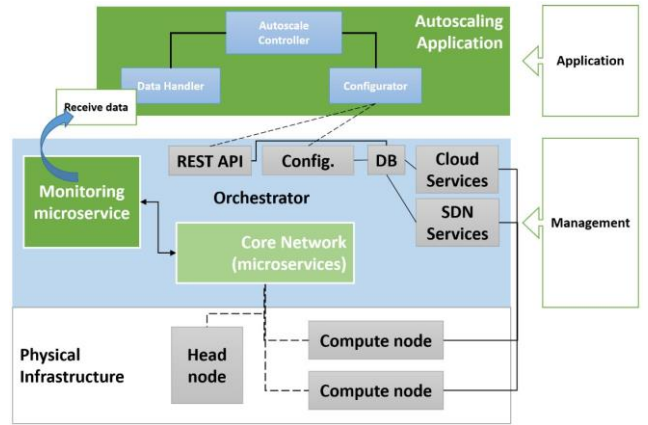 Autoscale
Controller
Autoscaling
Application
Data Handler
Configurator
Application
Receive data
REST API
Config.
DB
Cloud
Services
Monitoring
microservice
Orchestrator
SDN
Services
Management
Core Network
(microservices)
Physical
Infrastructure
Head
node
Compute node
Compute node